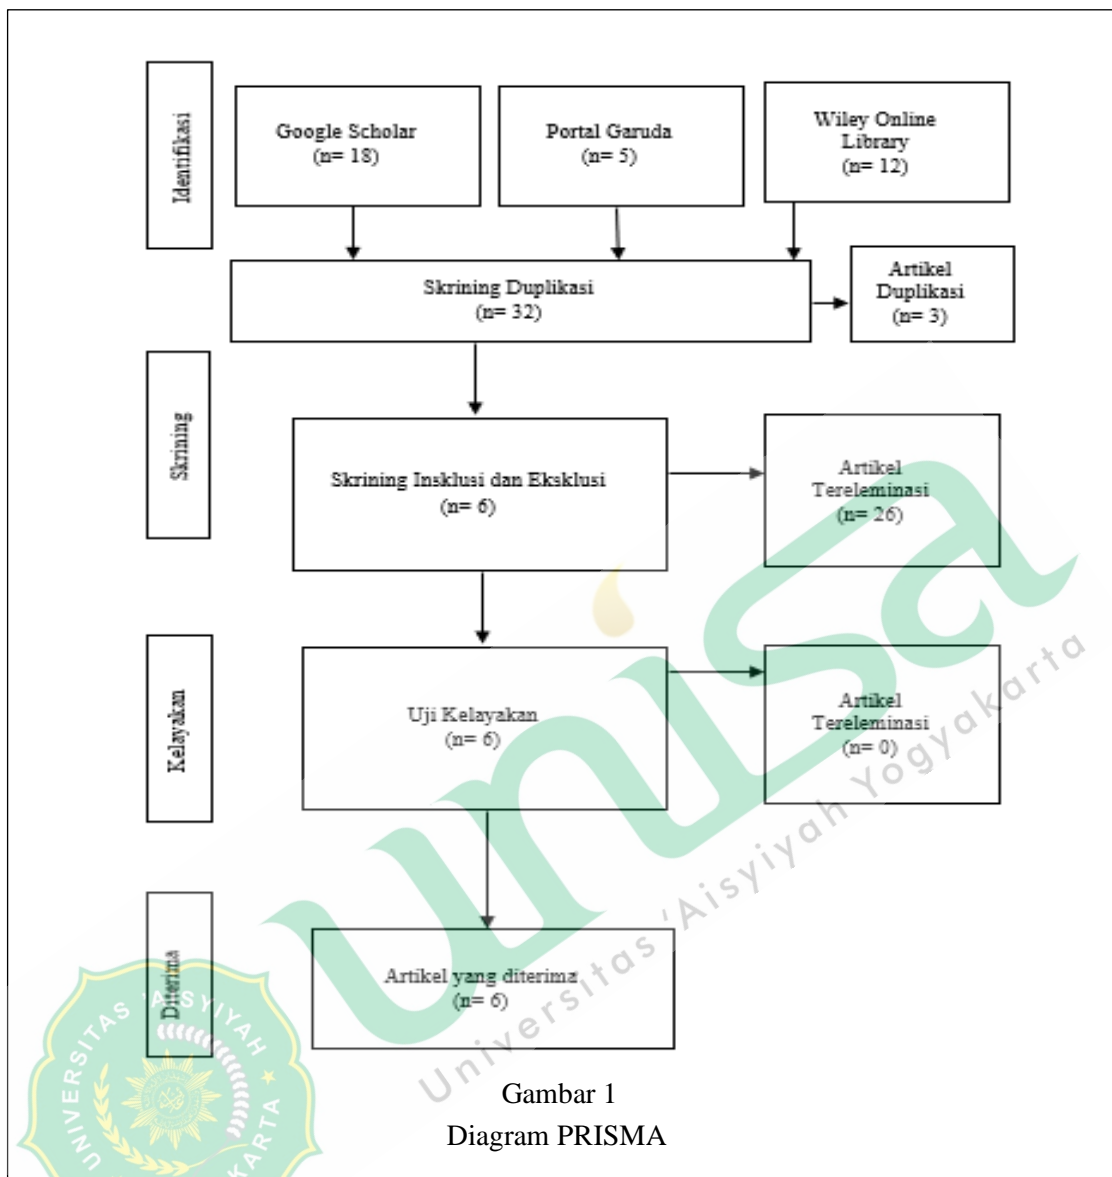 Identifikasi
Google Scholar
(n= 18)
Portal Garuda
(n= 5)
Wiley Online
Library
(n= 12)
Skrining Duplikasi
(n= 32)
Artikel
Duplikasi
(n= 3)
Skrining
Skrining Insklusi dan Eksklusi
(n= 6)
Artikel
Tereleminasi
(n= 26)
Kelayakan
Uji Kelayakan
(n= 6)
Artikel
Tereleminasi
(n= 0)
Diterima
Artikel yang diterima
(n= 6)
unisa
Universitas 'Aisyiyah Yogyakarta
UNIVERSITAS 'AISYIYAH
Gambar 1
Diagram PRISMA